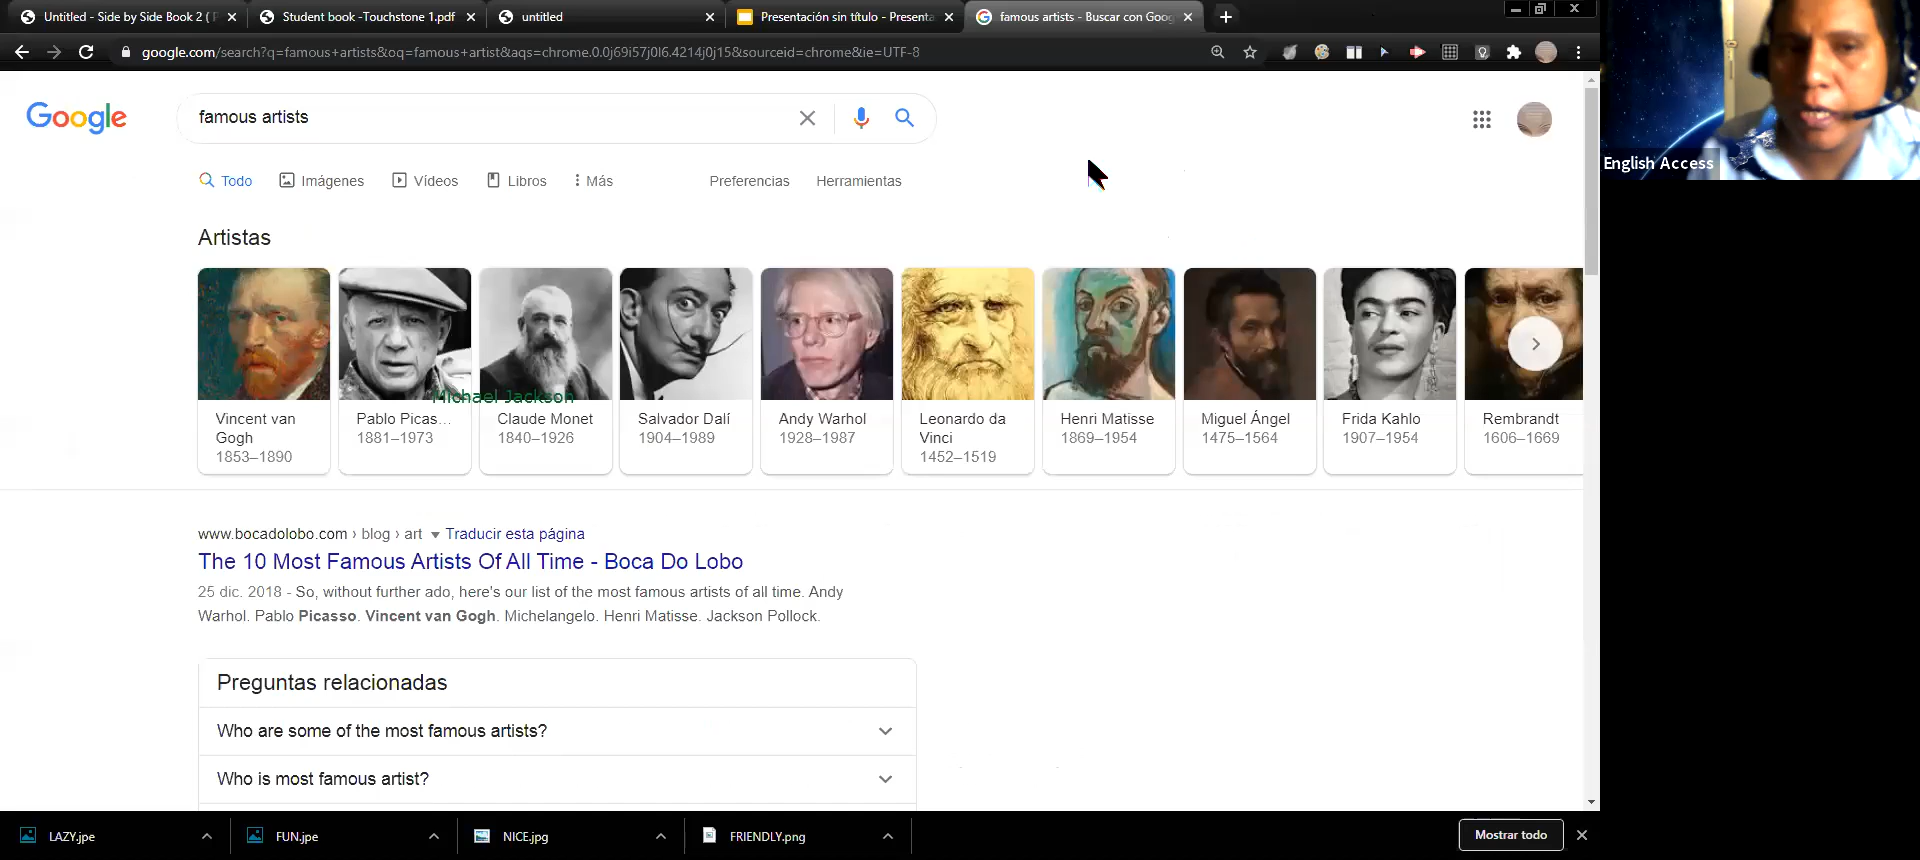 Untitled - Side by Side Book 2 ( P
Student book -Touchstone 1.pdf
untitled
Presentación sin título - Presenta
famous artists - Buscar con Goog
google.com/search?q=famous+artists&oq=famous+artist&aqs=chrome.0.0j69i57j0l6.4214j0j15&sourceid=chrome&ie=UTF-8
English Access
Google
famous artists
Todo
Imágenes
Vídeos
Libros
Más
Preferencias
Herramientas
Artistas
Michael Jackson
Vincent van
Gogh
1853–1890
Pablo Picas...
1881–1973
Claude Monet
1840–1926
Salvador Dalí
1904–1989
Andy Warhol
1928–1987
Leonardo da
Vinci
1452–1519
Henri Matisse
1869–1954
Miguel Ángel
1475–1564
Frida Kahlo
1907–1954
Rembrandt
1606–1669
www.bocadolobo.com › blog › art ▾ Traducir esta página
The 10 Most Famous Artists Of All Time - Boca Do Lobo
25 dic. 2018 - So, without further ado, here's our list of the most famous artists of all time. Andy
Warhol. Pablo Picasso. Vincent van Gogh. Michelangelo. Henri Matisse. Jackson Pollock.
Preguntas relacionadas
Who are some of the most famous artists?
Who is most famous artist?
LAZY.jpe
FUN.jpe
NICE.jpg
FRIENDLY.png
Mostrar todo